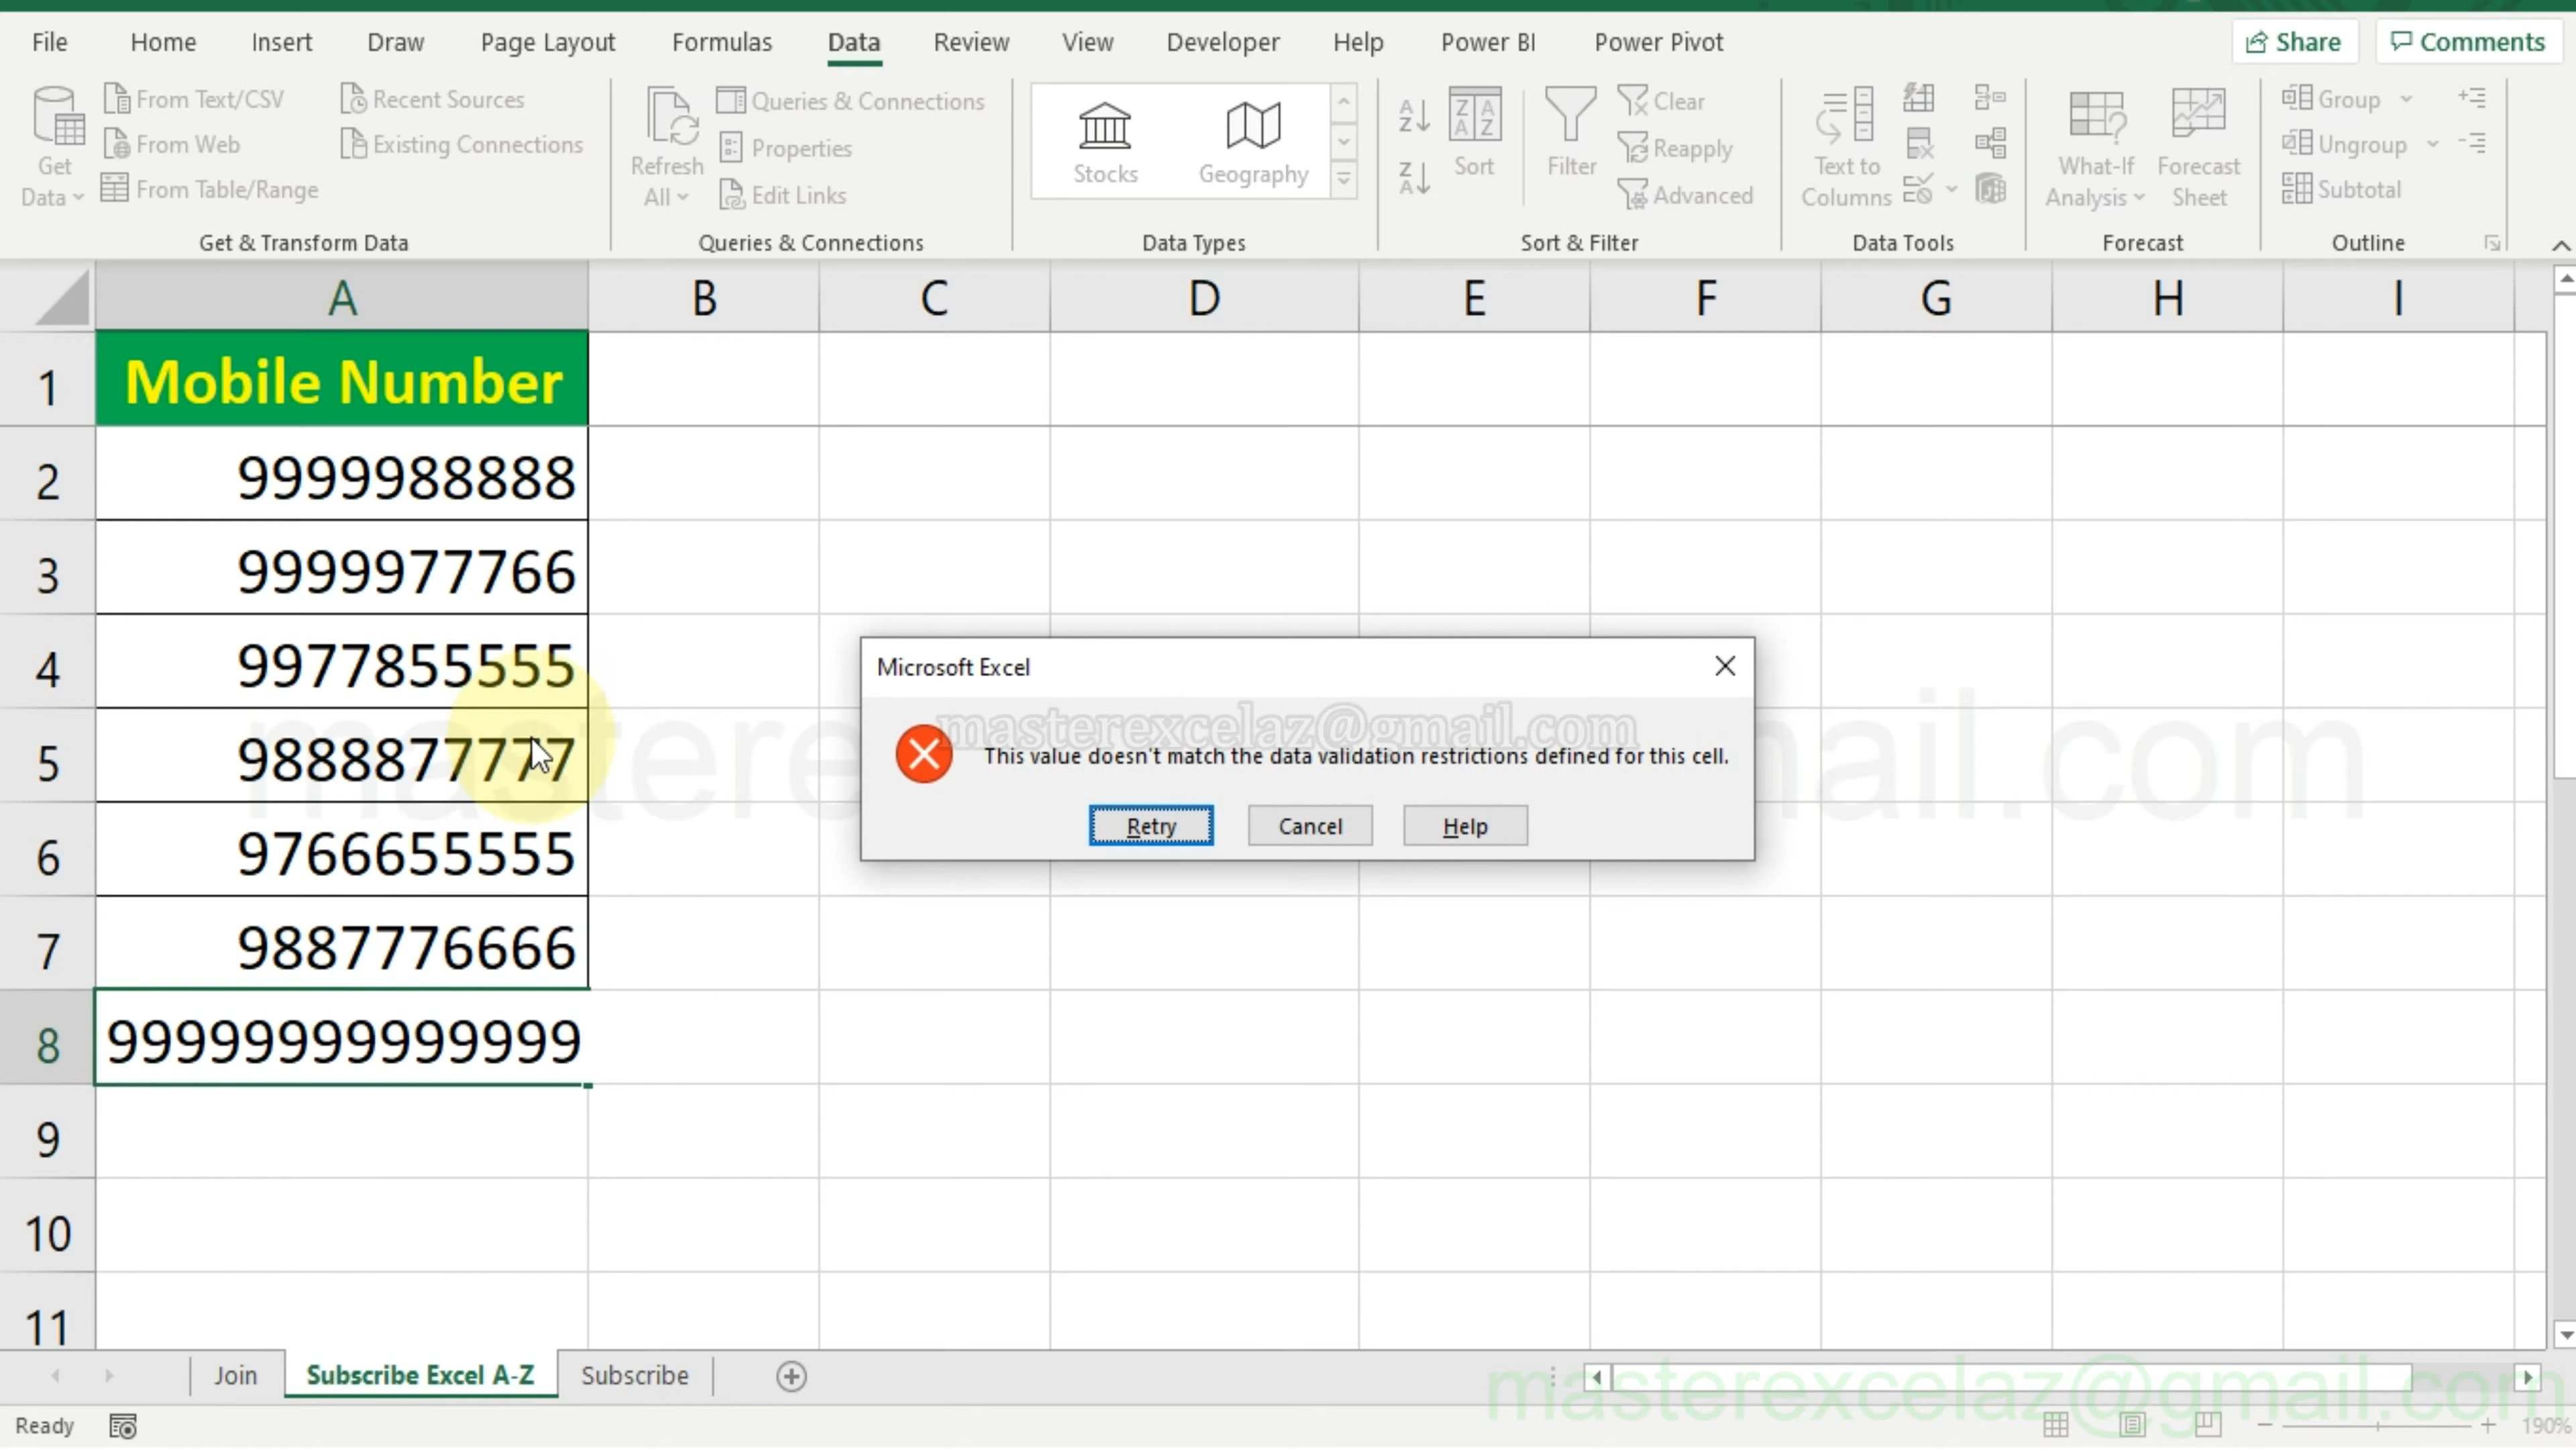 File Home Insert Draw Page Layout Formulas Data Review View Developer Help Power BI Power Pivot Share Comments
Get Data
From Text/CSV
From Web
From Table/Range
Recent Sources
Existing Connections
Get & Transform Data
Refresh All
Queries & Connections
Properties
Edit Links
Queries & Connections
Stocks
Geography
Data Types
Sort
Filter
Clear
Reapply
Advanced
Sort & Filter
Text to Columns
Data Tools
What-If Analysis
Forecast Sheet
Forecast
Group
Ungroup
Subtotal
Outline
A B C D E F G H I
1 Mobile Number
2 9999988888
3 9999977766
4 9977855555
5 9888877777
6 9766655555
7 9887776666
8 99999999999999
9
10
11
Microsoft Excel
masterexcelaz@gmail.com
This value doesn't match the data validation restrictions defined for this cell.
Retry Cancel Help
Join Subscribe Excel A-Z Subscribe
masterexcelaz@gmail.com
Ready 190%